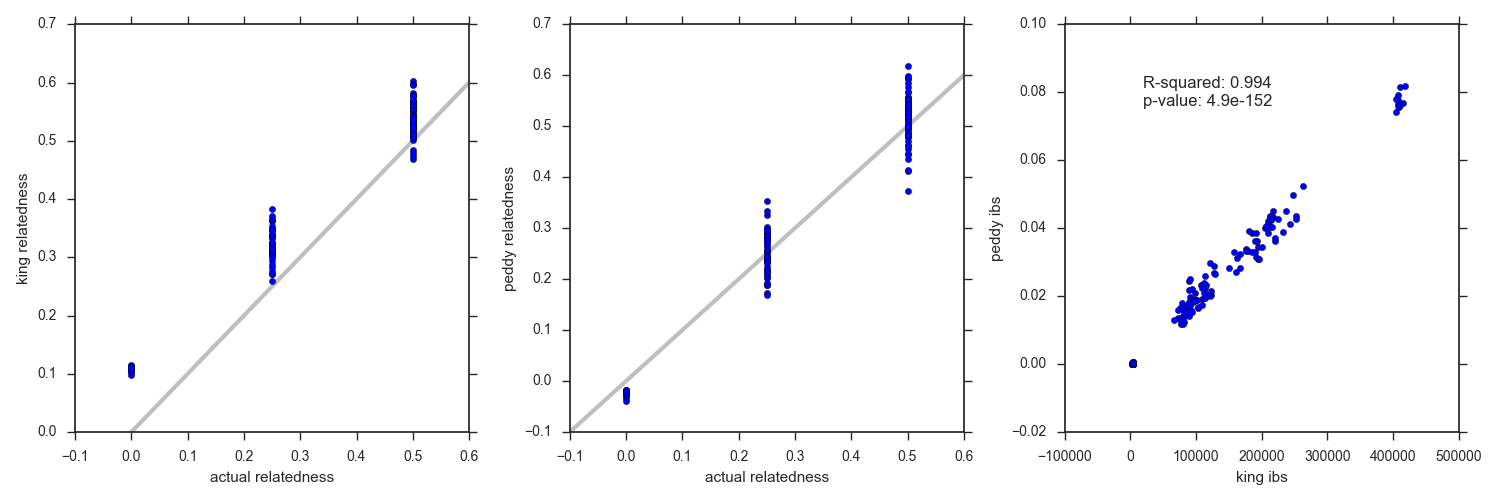 0.7
0.6
0.5
0.4
0.3
0.2
0.1
0.0
king relatedness
−0.1 0.0 0.1 0.2 0.3 0.4 0.5 0.6
actual relatedness
0.7
0.6
0.5
0.4
0.3
0.2
0.1
0.0
−0.1
peddy relatedness
−0.1 0.0 0.1 0.2 0.3 0.4 0.5 0.6
actual relatedness
0.10
0.08
0.06
0.04
0.02
0.00
−0.02
peddy ibs
R-squared: 0.994
p-value: 4.9e-152
−100000 0 100000 200000 300000 400000 500000
king ibs